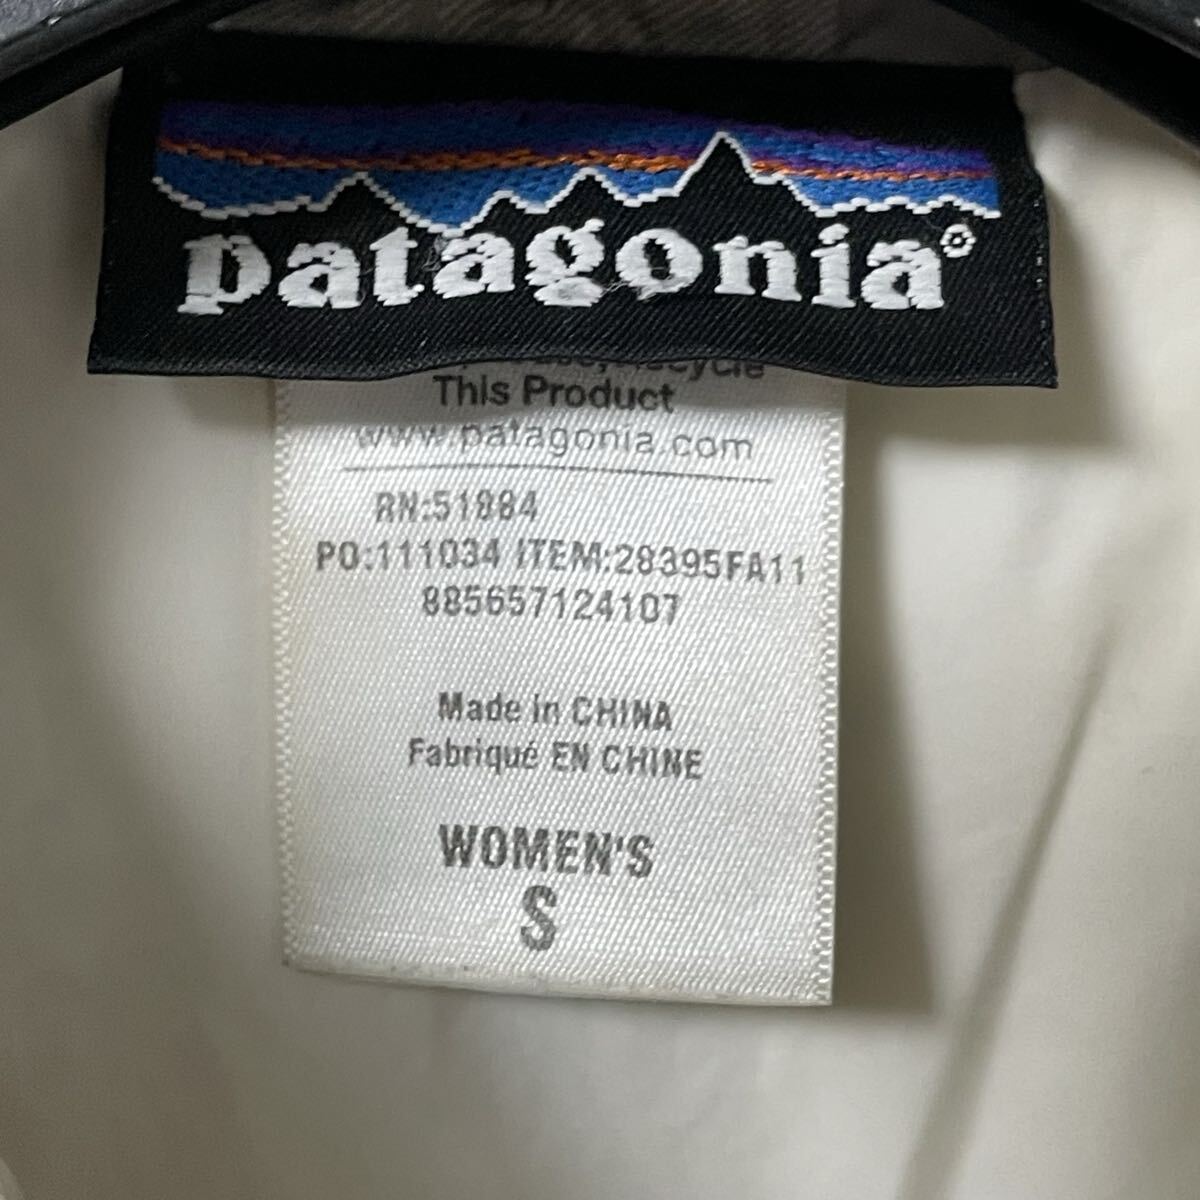 patagonia®
Recycle
This Product
www.patagonia.com
RN:51884
PO:111034 ITEM:28395FA11
885657124107
Made in CHINA
Fabriqué EN CHINE
WOMEN'S
S